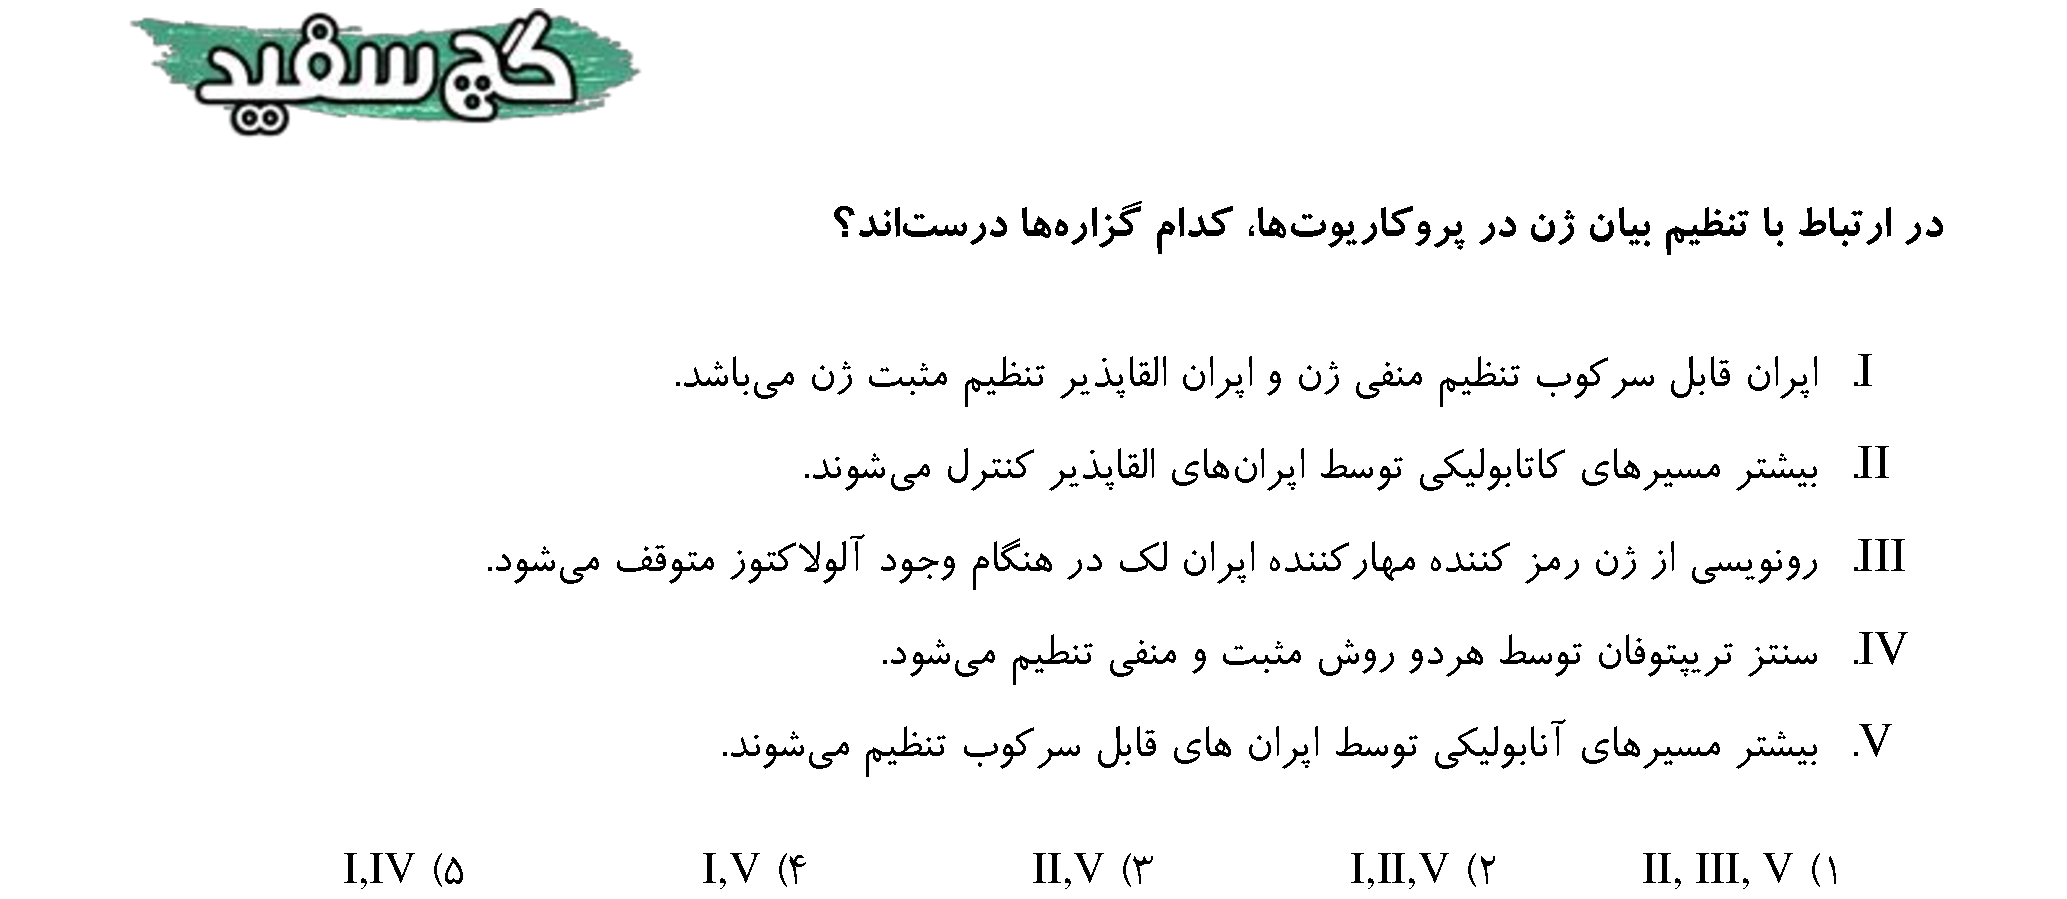 گچ سفید
در ارتباط با تنظیم بیان ژن در پروکاریوت‌ها، کدام گزاره‌ها درست‌اند؟
I. اپران قابل سرکوب تنظیم منفی ژن و اپران القاپذیر تنظیم مثبت ژن می‌باشد.
II. بیشتر مسیرهای کاتابولیکی توسط اپران‌های القاپذیر کنترل می‌شوند.
III. رونویسی از ژن رمز کننده مهارکننده اپران لک در هنگام وجود آلولاکتوز متوقف می‌شود.
IV. سنتز تریپتوفان توسط هردو روش مثبت و منفی تنطیم می‌شود.
V. بیشتر مسیرهای آنابولیکی توسط اپران های قابل سرکوب تنظیم می‌شوند.
۱) II, III, V ۲) I,II,V ۳) II,V ۴) I,V ۵) I,IV